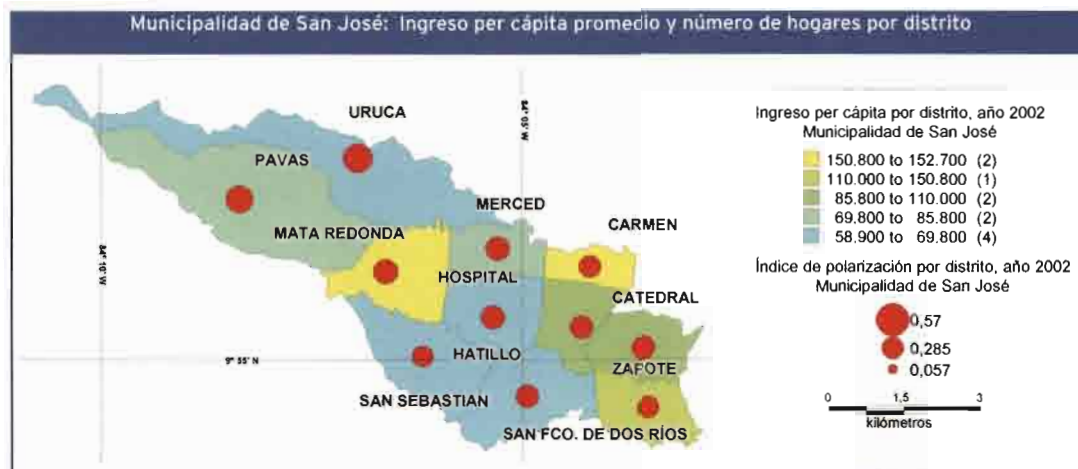 Municipalidad de San José: Ingreso per cápita promedio y número de hogares por distrito
URUCA
PAVAS
MERCED
MATA REDONDA
CARMEN
HOSPITAL
CATEDRAL
HATILLO
ZAPOTE
SAN SEBASTIAN
SAN FCO. DE DOS RÍOS
84° 10' W
84° 05' W
9° 55' N
Ingreso per cápita por distrito, año 2002
Municipalidad de San José
150.800 to 152.700 (2)
110.000 to 150.800 (1)
85.800 to 110.000 (2)
69.800 to 85.800 (2)
58.900 to 69.800 (4)
Índice de polarización por distrito, año 2002
Municipalidad de San José
0,57
0,285
0,057
0 1,5 3
kilómetros